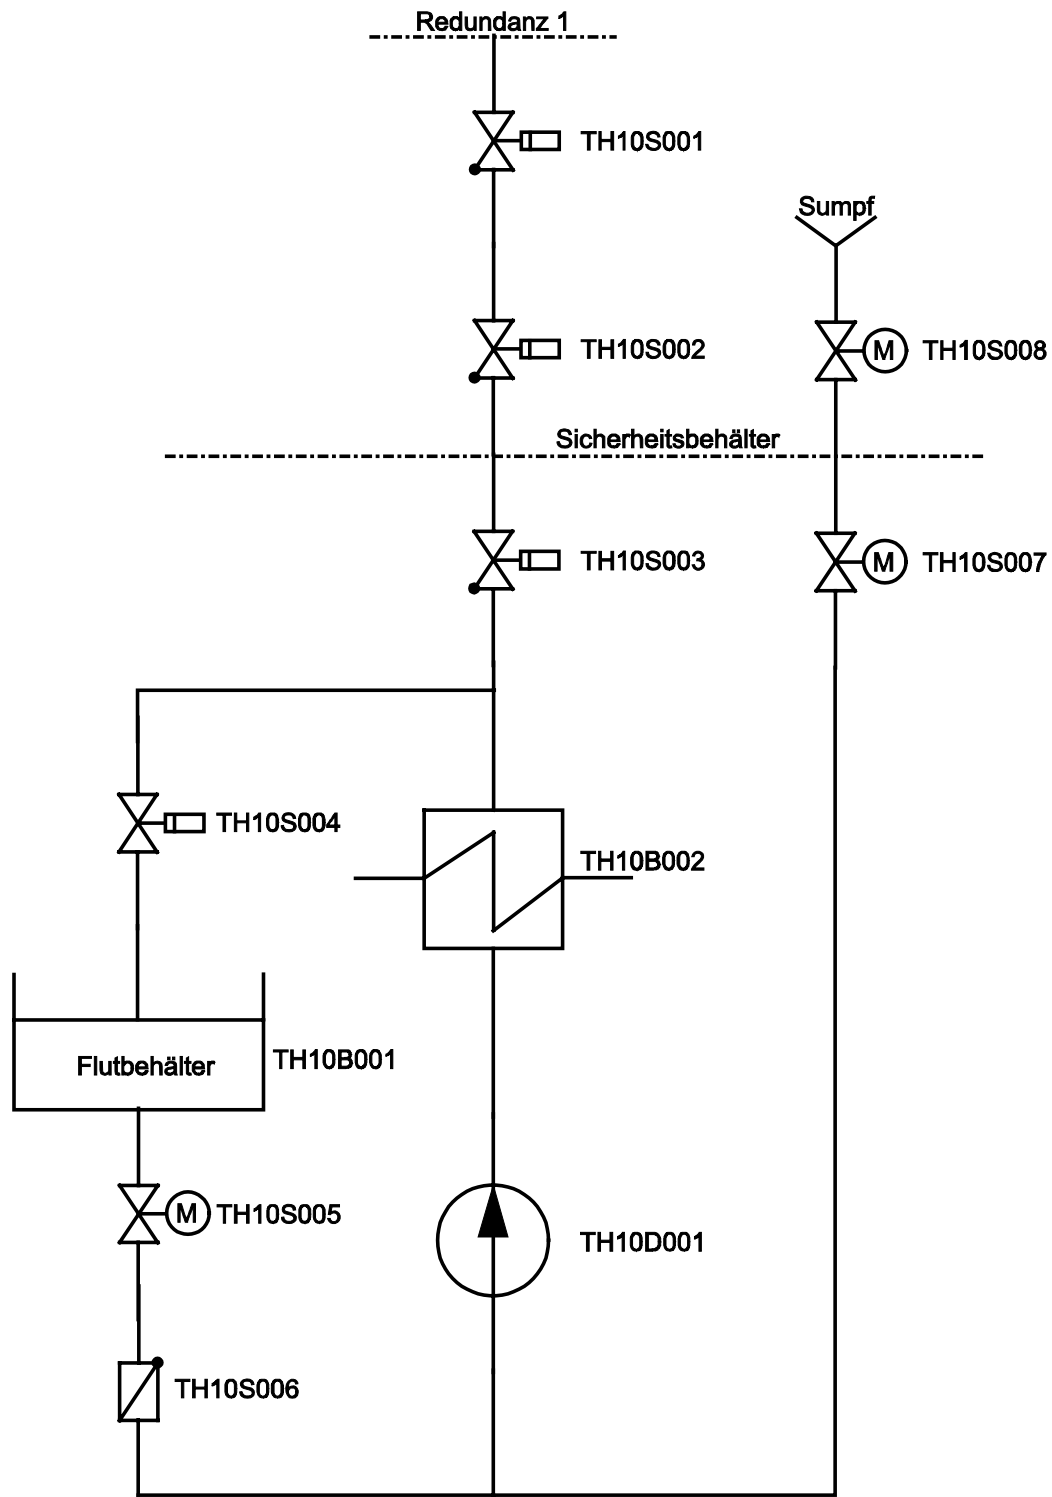 Redundanz 1
TH10S001
Sumpf
TH10S002
M
TH10S008
Sicherheitsbehälter
TH10S003
M
TH10S007
TH10S004
TH10B002
Flutbehälter
TH10B001
M
TH10S005
TH10D001
TH10S006